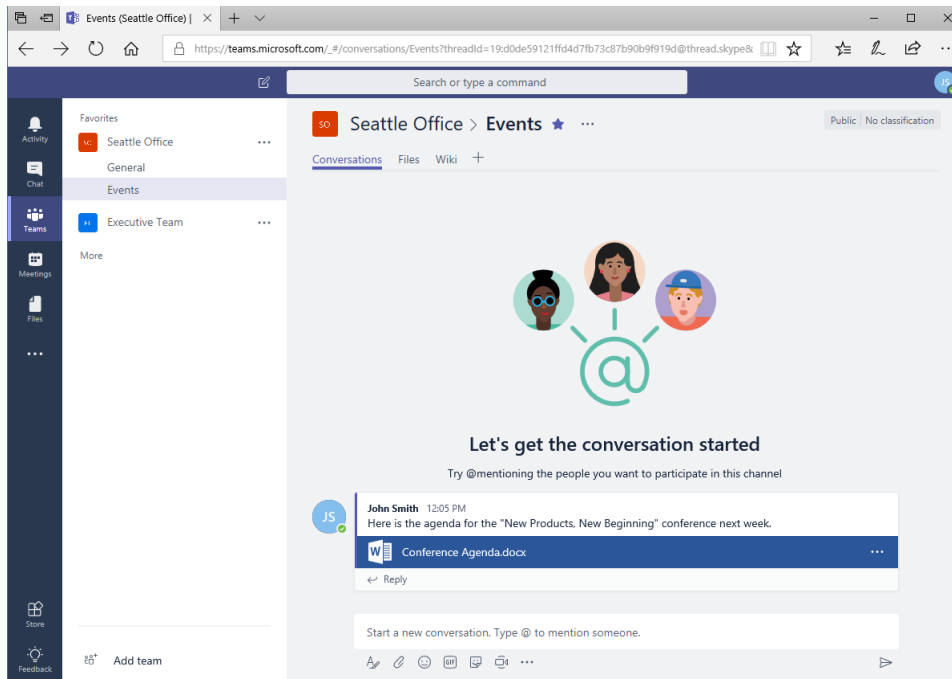 Events (Seattle Office) |
https://teams.microsoft.com/_#/conversations/Events?threadId=19:d0de59121ffd4d7fb73c87b90b9f919d@thread.skype&
Search or type a command
JS
Activity
Chat
Teams
Meetings
Files
Store
Feedback
Favorites
Seattle Office
General
Events
Executive Team
More
Add team
SO Seattle Office > Events
Public | No classification
Conversations Files Wiki
@
Let's get the conversation started
Try @mentioning the people you want to participate in this channel
JS
John Smith 12:05 PM
Here is the agenda for the "New Products, New Beginning" conference next week.
W Conference Agenda.docx
Reply
Start a new conversation. Type @ to mention someone.
GIF